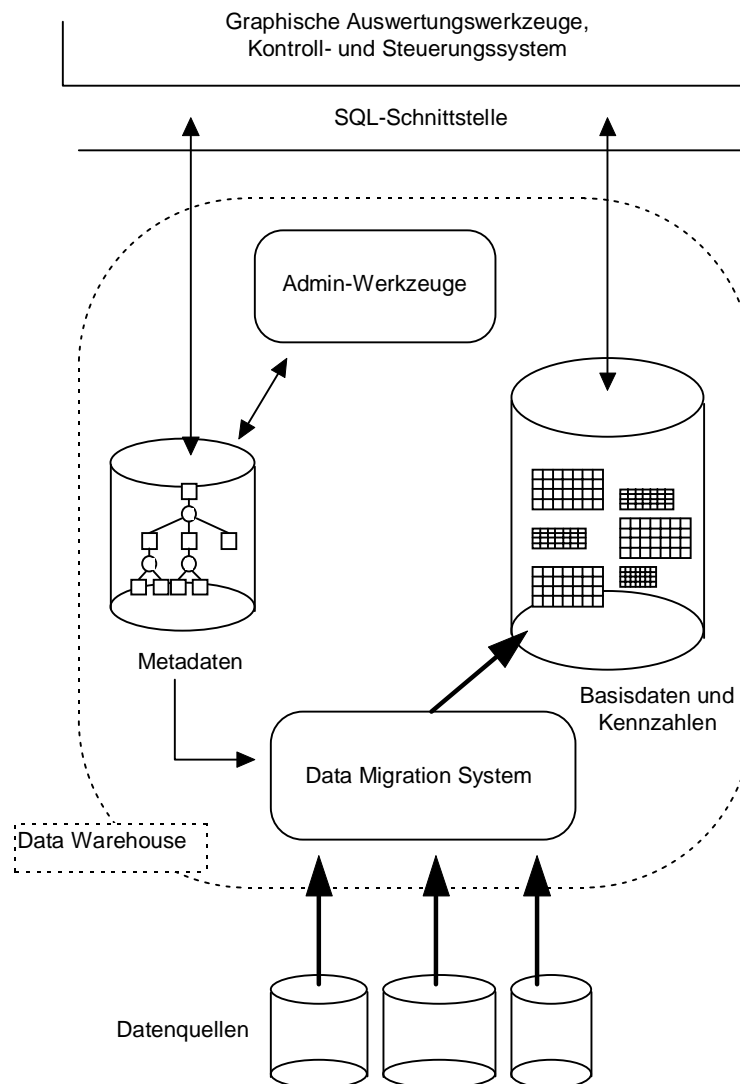 Graphische Auswertungswerkzeuge,
Kontroll- und Steuerungssystem
SQL-Schnittstelle
Admin-Werkzeuge
Metadaten
Basisdaten und
Kennzahlen
Data Migration System
Data Warehouse
Datenquellen